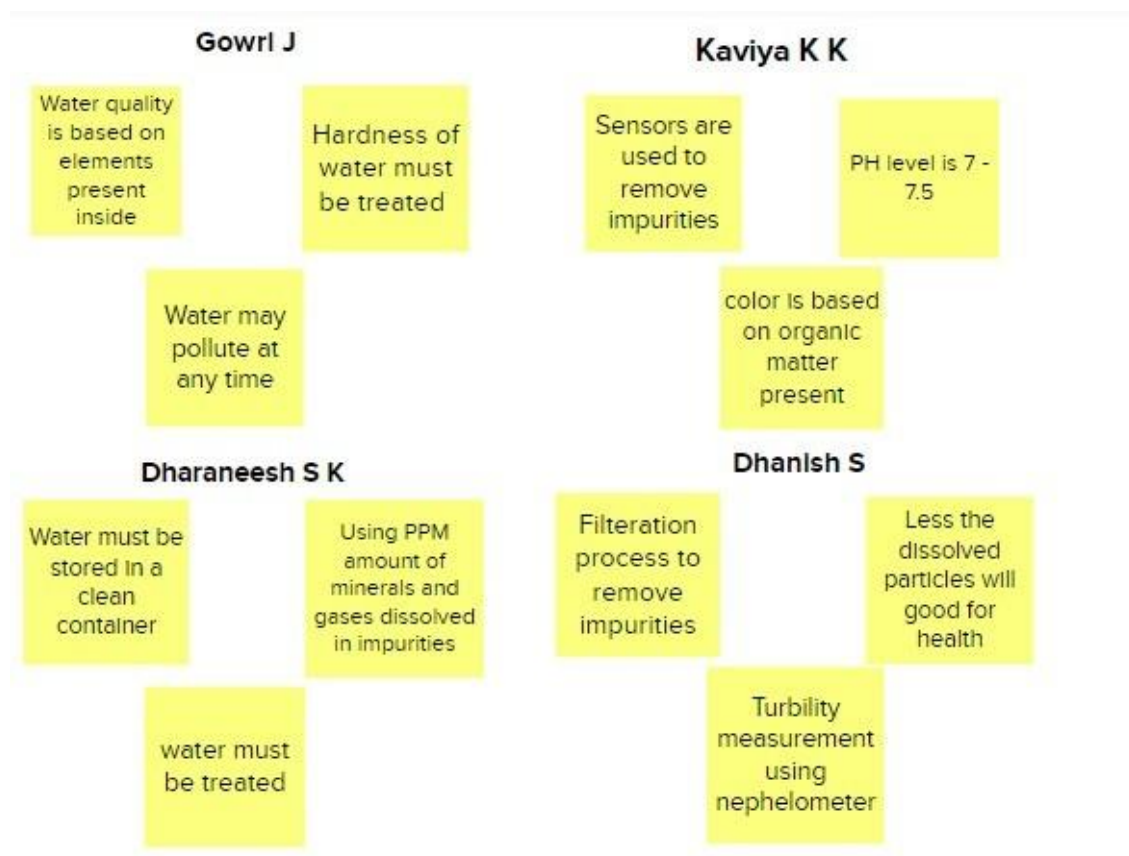 Gowri J
Water quality
is based on
elements
present
inside
Hardness of
water must
be treated
Water may
pollute at
any time
Kaviya K K
Sensors are
used to
remove
impurities
PH level is 7 -
7.5
color is based
on organic
matter
present
Dharaneesh S K
Water must be
stored in a
clean
container
Using PPM
amount of
minerals and
gases dissolved
in impurities
water must
be treated
Dhanish S
Filteration
process to
remove
impurities
Less the
dissolved
particles will
good for
health
Turbility
measurement
using
nephelometer